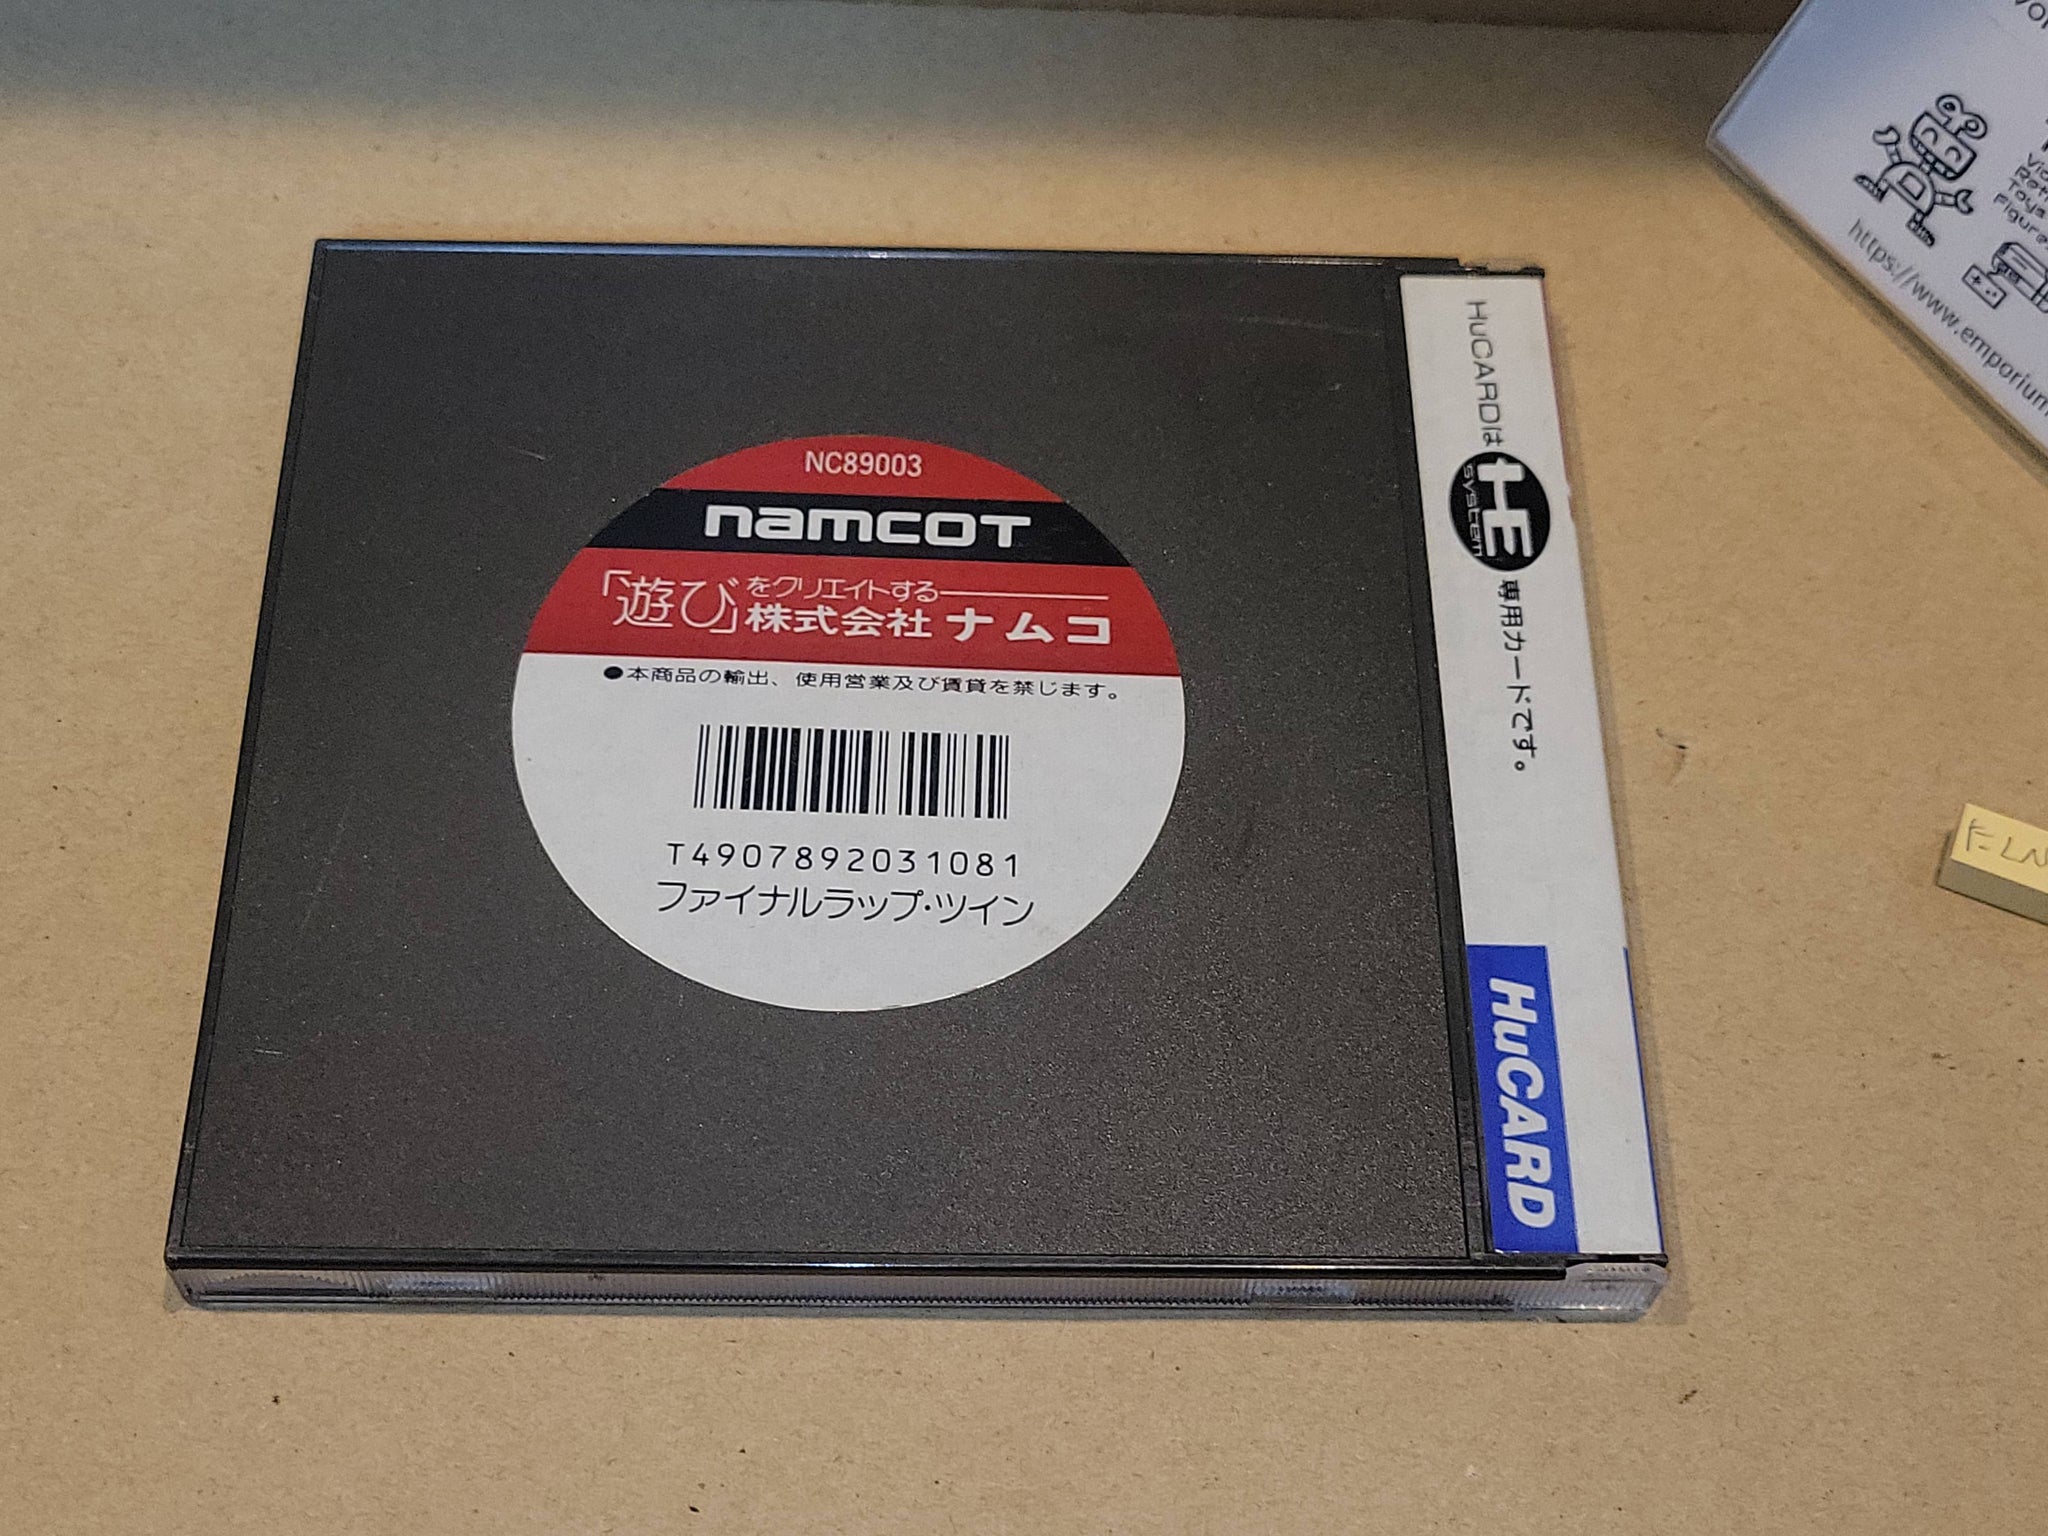 NC89003
namcot
「遊び」をクリエイトする
株式会社ナムコ
●本商品の輸出、使用営業及び賃貸を禁じます。
T4907892031081
ファイナルラップ・ツイン
HuCARDは HE system 専用カードです。
HuCARD
https://www.emporium